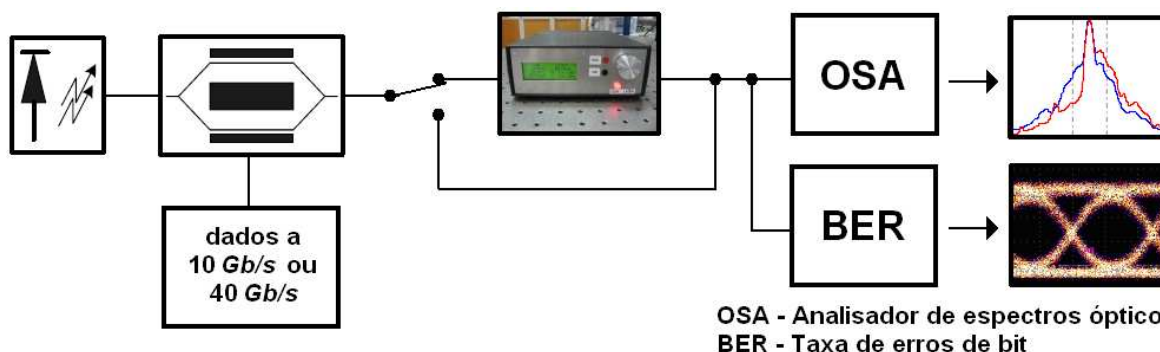 OSA
dados a
10 Gb/s ou
40 Gb/s
BER
OSA - Analisador de espectros óptico
BER - Taxa de erros de bit